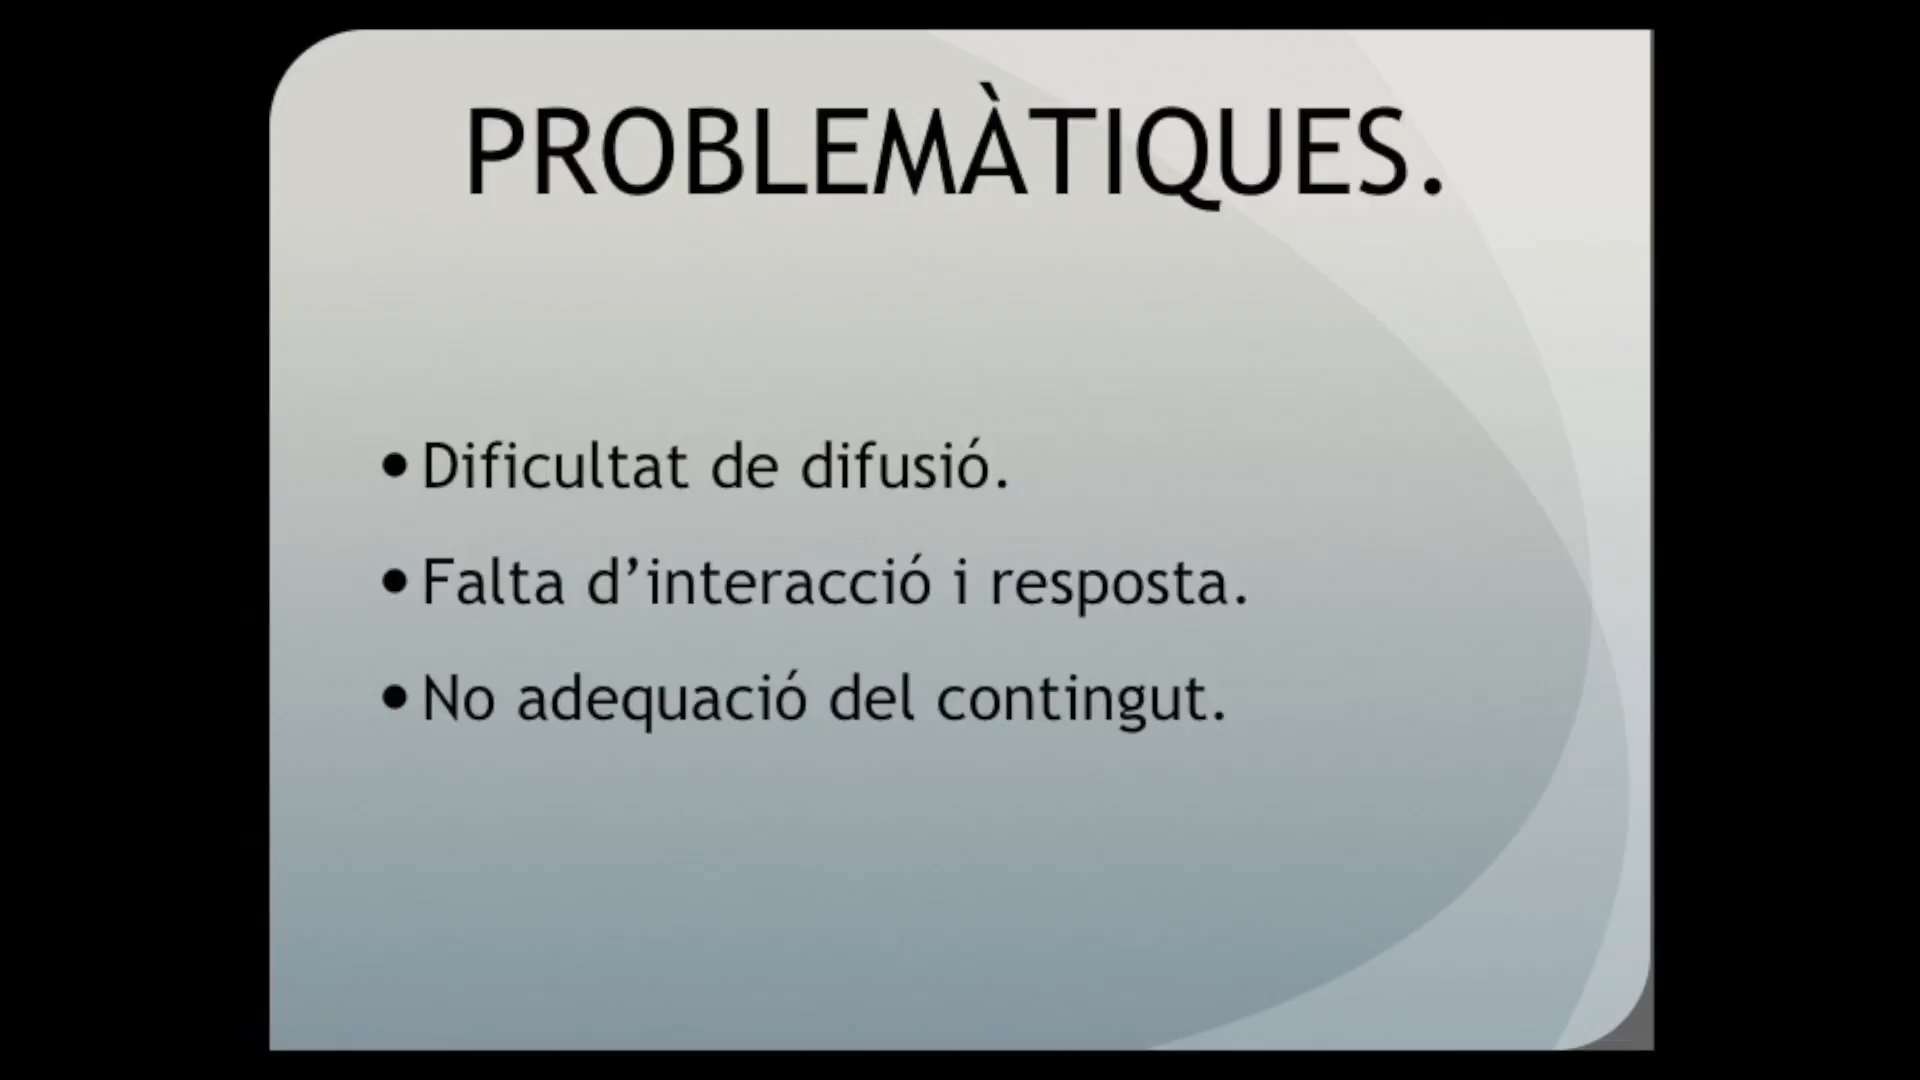 PROBLEMÀTIQUES.
• Dificultat de difusió.
• Falta d’interacció i resposta.
• No adequació del contingut.